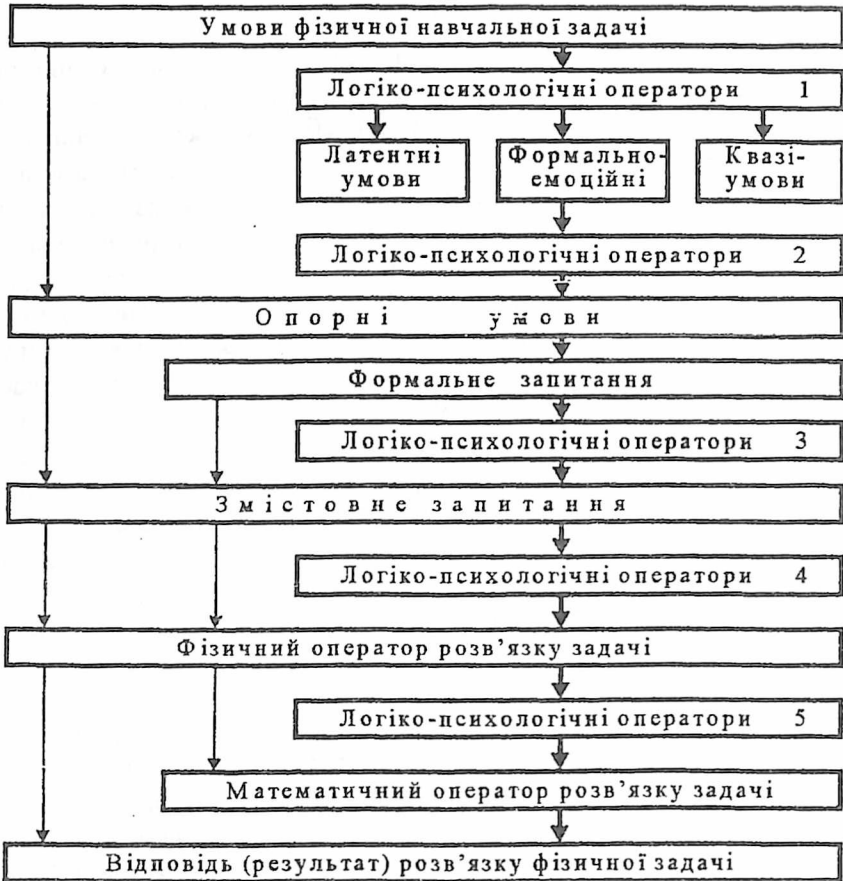 Умови фізичної навчальної задачі
Логіко-психологічні оператори 1
Латентні
умови
Формально-
емоційні
Квазі-
умови
Логіко-психологічні оператори 2
Опорні умови
Формальне запитання
Логіко-психологічні оператори 3
Змістовне запитання
Логіко-психологічні оператори 4
Фізичний оператор розв’язку задачі
Логіко-психологічні оператори 5
Математичний оператор розв’язку задачі
Відповідь (результат) розв’язку фізичної задачі